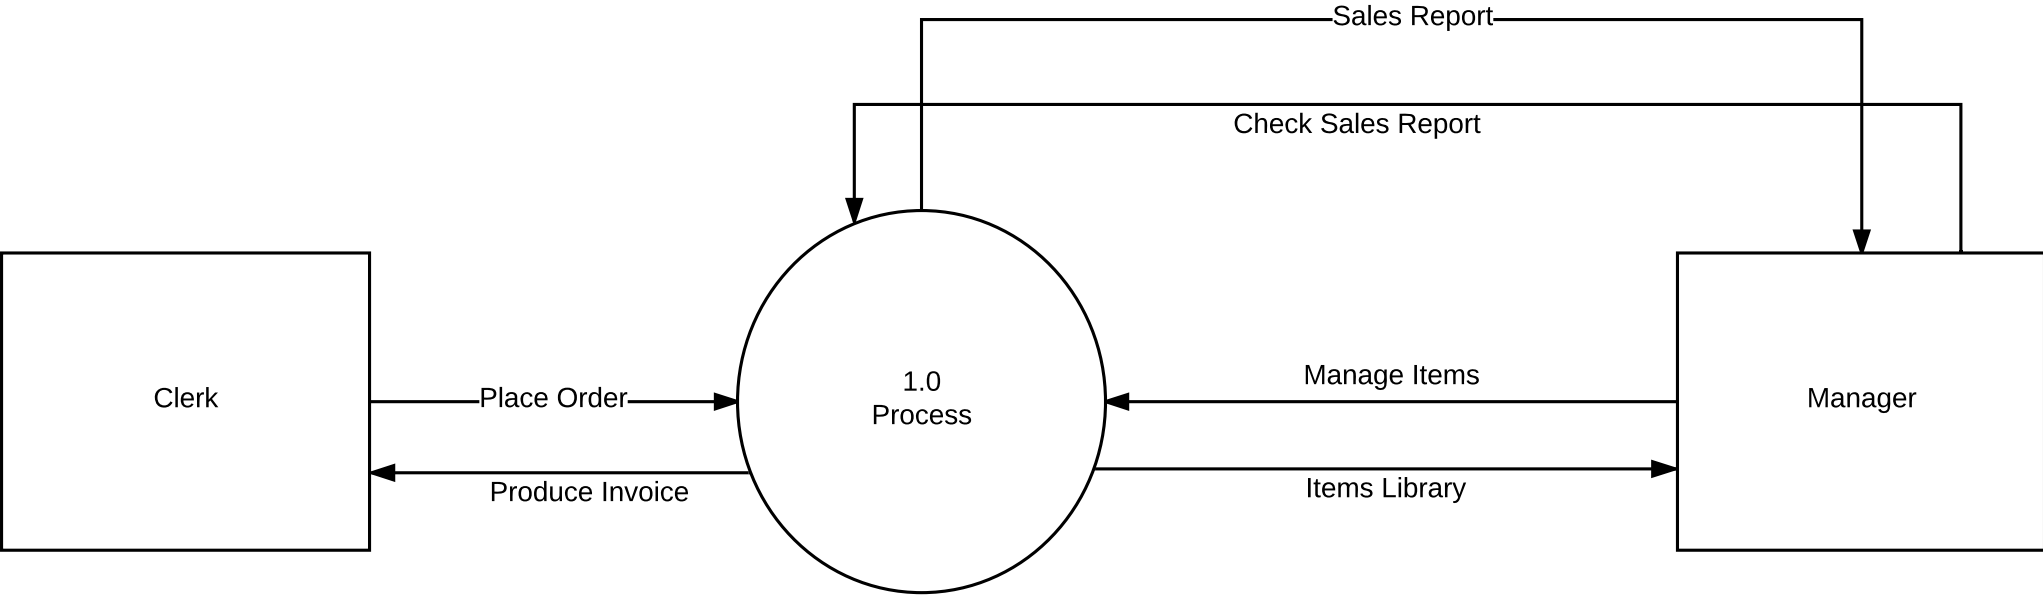 Sales Report
Check Sales Report
Clerk
Place Order
Produce Invoice
1.0
Process
Manage Items
Items Library
Manager